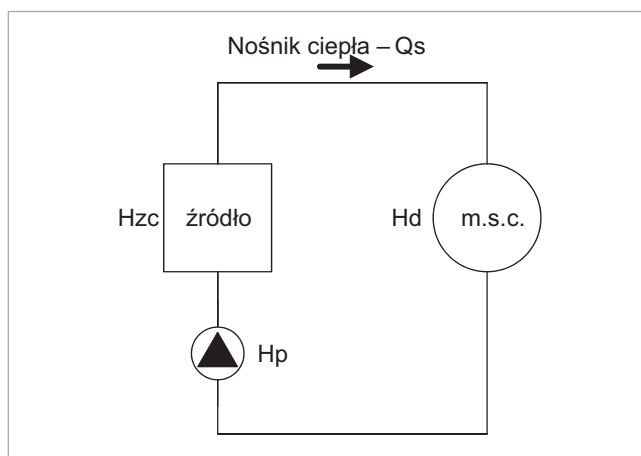 Nośnik ciepła – Qs
Hzc
źródło
Hd
m.s.c.
Hp